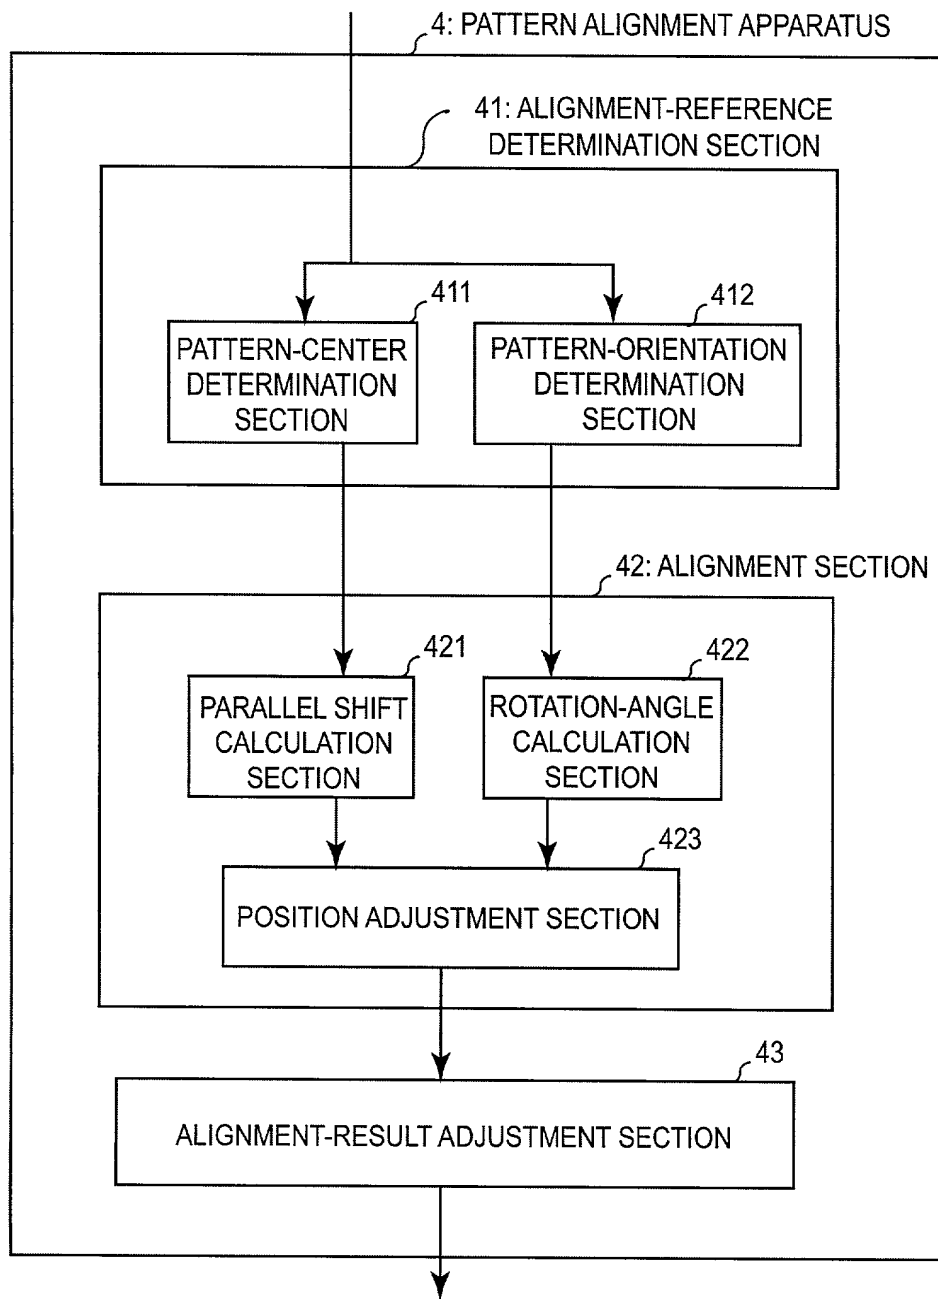 4: PATTERN ALIGNMENT APPARATUS
41: ALIGNMENT-REFERENCE
DETERMINATION SECTION
411
412
PATTERN-CENTER
DETERMINATION
SECTION
PATTERN-ORIENTATION
DETERMINATION
SECTION
42: ALIGNMENT SECTION
421
422
PARALLEL SHIFT
CALCULATION
SECTION
ROTATION-ANGLE
CALCULATION
SECTION
423
POSITION ADJUSTMENT SECTION
43
ALIGNMENT-RESULT ADJUSTMENT SECTION